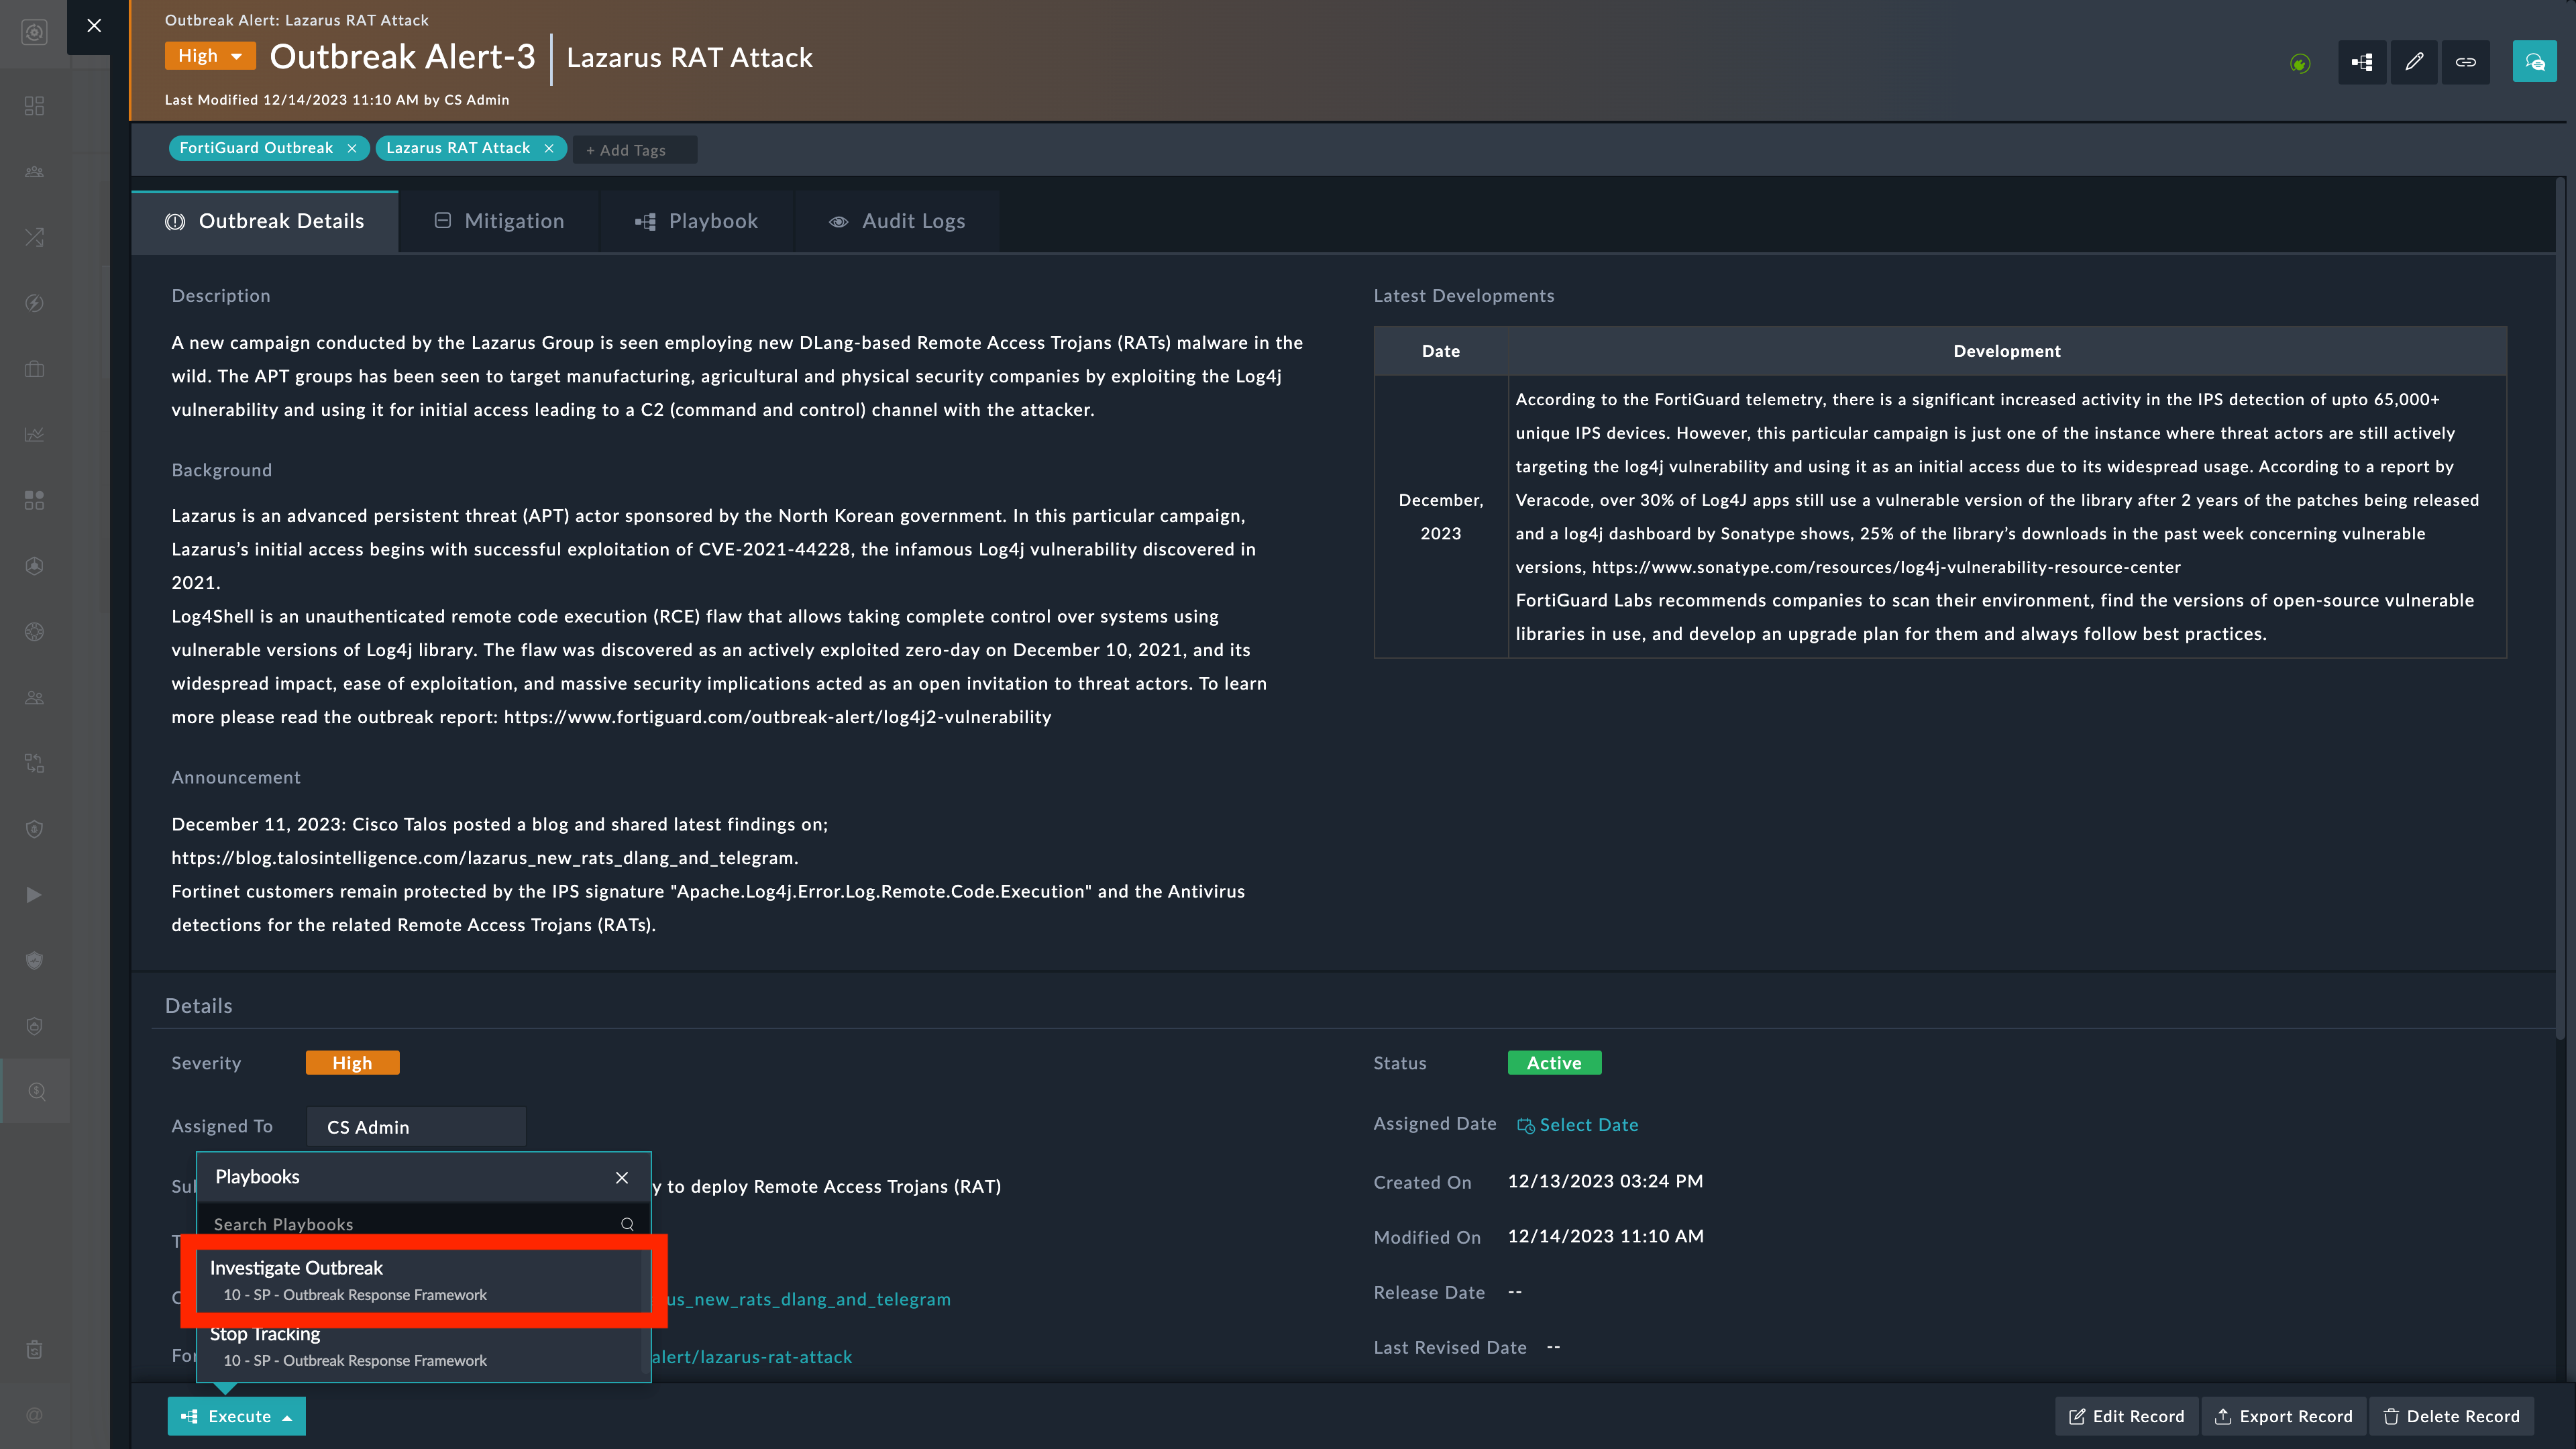 Outbreak Alert: Lazarus RAT Attack
High
Outbreak Alert-3
Lazarus RAT Attack
Last Modified 12/14/2023 11:10 AM by CS Admin
FortiGuard Outbreak ×
Lazarus RAT Attack ×
+ Add Tags
Outbreak Details
Mitigation
Playbook
Audit Logs
Description
A new campaign conducted by the Lazarus Group is seen employing new DLang-based Remote Access Trojans (RATs) malware in the
wild. The APT groups has been seen to target manufacturing, agricultural and physical security companies by exploiting the Log4j
vulnerability and using it for initial access leading to a C2 (command and control) channel with the attacker.
Background
Lazarus is an advanced persistent threat (APT) actor sponsored by the North Korean government. In this particular campaign,
Lazarus’s initial access begins with successful exploitation of CVE-2021-44228, the infamous Log4j vulnerability discovered in
2021.
Log4Shell is an unauthenticated remote code execution (RCE) flaw that allows taking complete control over systems using
vulnerable versions of Log4j library. The flaw was discovered as an actively exploited zero-day on December 10, 2021, and its
widespread impact, ease of exploitation, and massive security implications acted as an open invitation to threat actors. To learn
more please read the outbreak report: https://www.fortiguard.com/outbreak-alert/log4j2-vulnerability
Announcement
December 11, 2023: Cisco Talos posted a blog and shared latest findings on;
https://blog.talosintelligence.com/lazarus_new_rats_dlang_and_telegram.
Fortinet customers remain protected by the IPS signature "Apache.Log4j.Error.Log.Remote.Code.Execution" and the Antivirus
detections for the related Remote Access Trojans (RATs).
Latest Developments
Date
Development
December,
2023
According to the FortiGuard telemetry, there is a significant increased activity in the IPS detection of upto 65,000+
unique IPS devices. However, this particular campaign is just one of the instance where threat actors are still actively
targeting the log4j vulnerability and using it as an initial access due to its widespread usage. According to a report by
Veracode, over 30% of Log4J apps still use a vulnerable version of the library after 2 years of the patches being released
and a log4j dashboard by Sonatype shows, 25% of the library’s downloads in the past week concerning vulnerable
versions, https://www.sonatype.com/resources/log4j-vulnerability-resource-center
FortiGuard Labs recommends companies to scan their environment, find the versions of open-source vulnerable
libraries in use, and develop an upgrade plan for them and always follow best practices.
Details
Severity
High
Assigned To
CS Admin
y to deploy Remote Access Trojans (RAT)
us_new_rats_dlang_and_telegram
alert/lazarus-rat-attack
Playbooks
Search Playbooks
Investigate Outbreak
10 - SP - Outbreak Response Framework
Stop Tracking
10 - SP - Outbreak Response Framework
Status
Active
Assigned Date
Select Date
Created On
12/13/2023 03:24 PM
Modified On
12/14/2023 11:10 AM
Release Date
--
Last Revised Date
--
Execute
Edit Record
Export Record
Delete Record